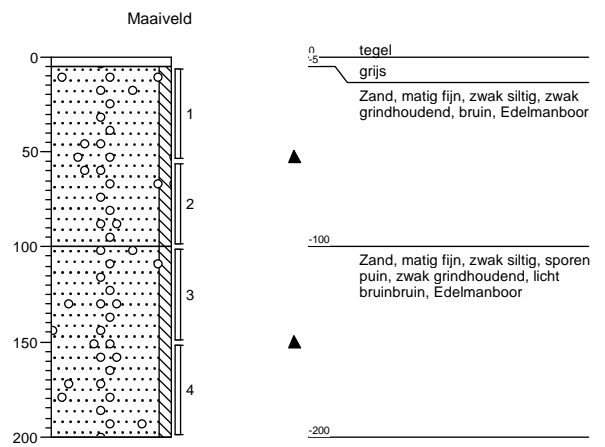 Maaiveld
0
50
100
150
200
1
2
3
4
0
tegel
-5
grijs
Zand, matig fijn, zwak siltig, zwak
grindhoudend, bruin, Edelmanboor
-100
Zand, matig fijn, zwak siltig, sporen
puin, zwak grindhoudend, licht
bruinbruin, Edelmanboor
-200